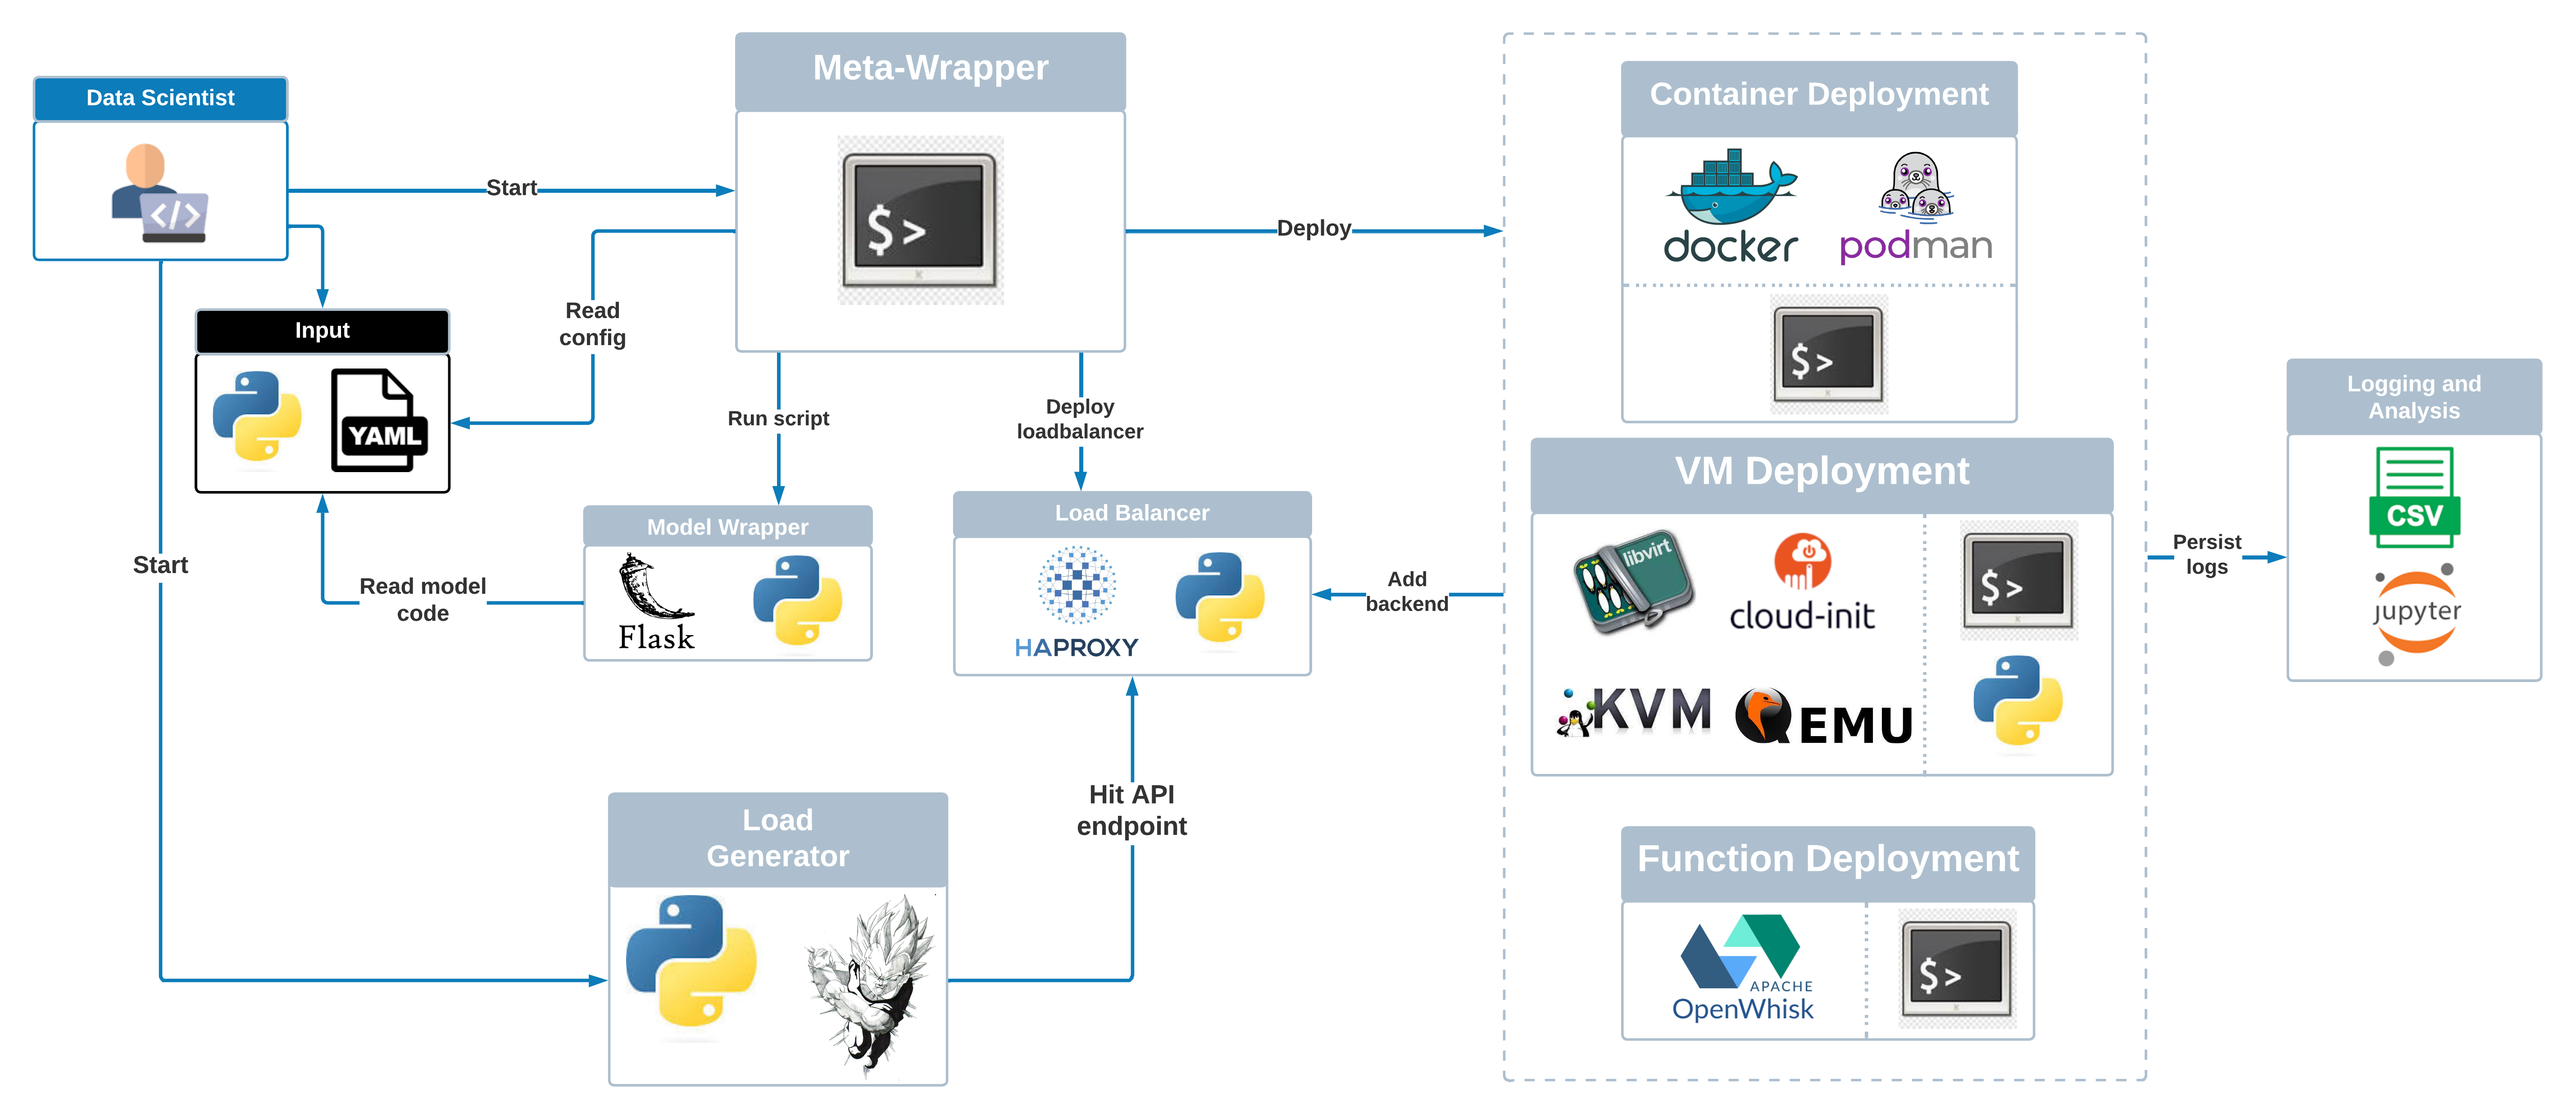 Data Scientist
</>
Start
Meta-Wrapper
$ >
Deploy
Container Deployment
docker
podman
$ >
Input
YAML
Read
config
Run script
Deploy
loadbalancer
Model Wrapper
Flask
Read model
code
Load Balancer
HAPROXY
Add
backend
VM Deployment
libvirt
cloud-init
$ >
KVM
QEMU
Persist
logs
Logging and
Analysis
CSV
jupyter
Start
Load
Generator
Hit API
endpoint
Function Deployment
APACHE
OpenWhisk
$ >